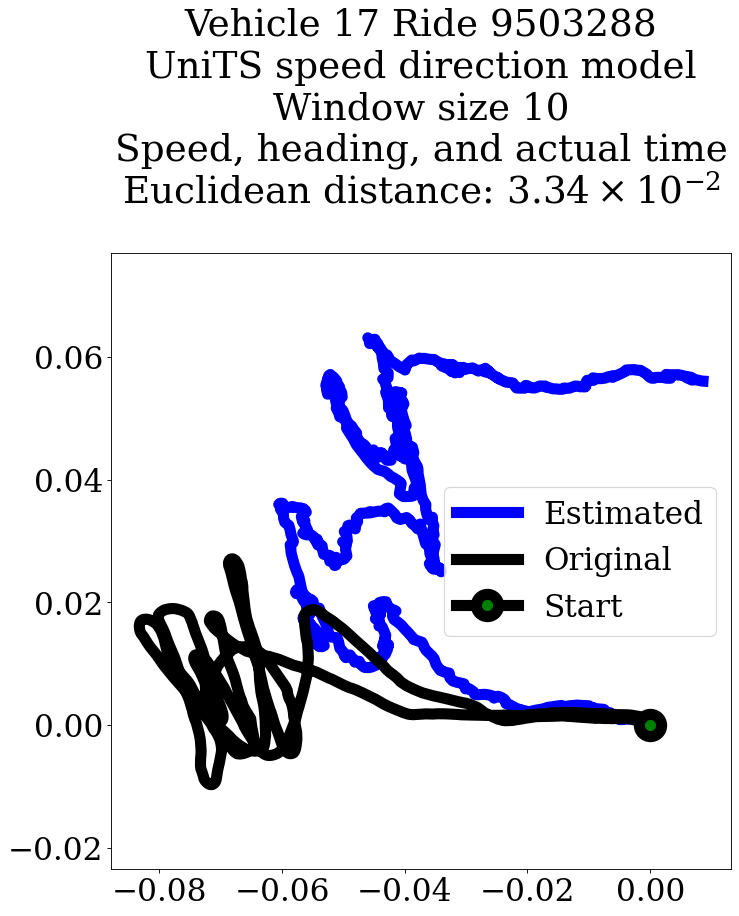 Vehicle 17 Ride 9503288
UniTS speed direction model
Window size 10
Speed, heading, and actual time
Euclidean distance: 3.34 × 10⁻²
0.06
0.04
0.02
0.00
−0.02
Estimated
Original
Start
−0.08 −0.06 −0.04 −0.02 0.00